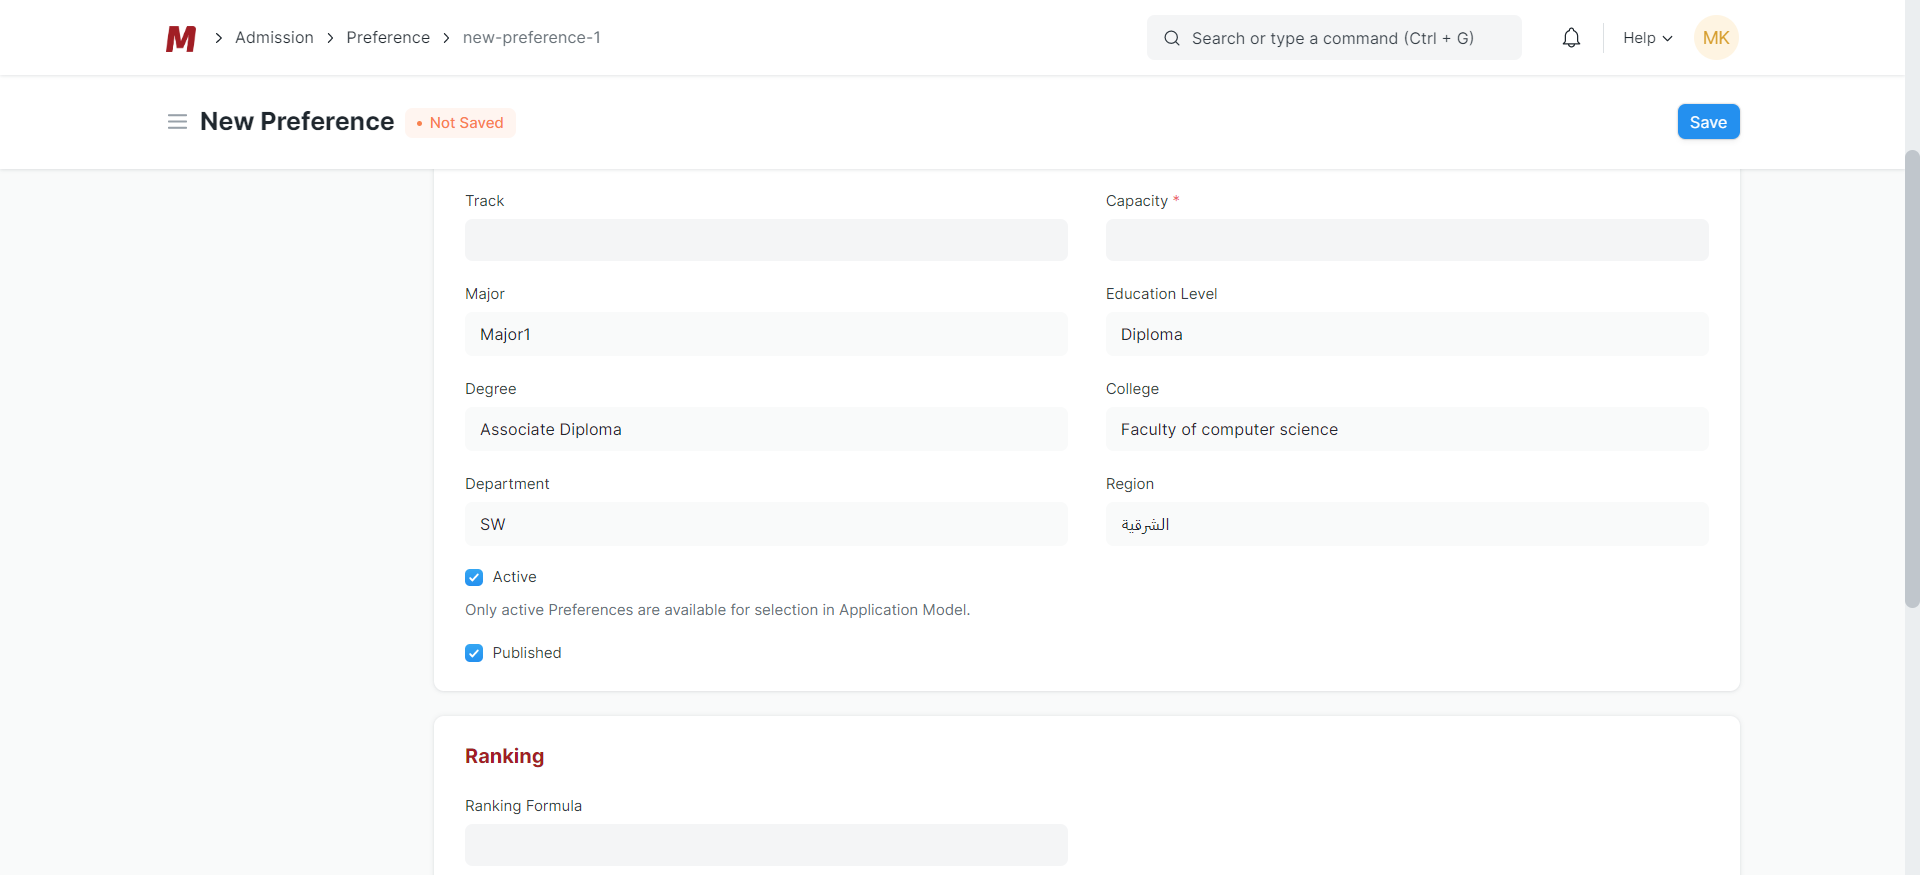 M
Admission
Preference
new-preference-1
Search or type a command (Ctrl + G)
Help
MK
New Preference
Not Saved
Save
Track
Capacity *
Major
Major1
Education Level
Diploma
Degree
Associate Diploma
College
Faculty of computer science
Department
SW
Region
الشرقية
Active
Only active Preferences are available for selection in Application Model.
Published
Ranking
Ranking Formula